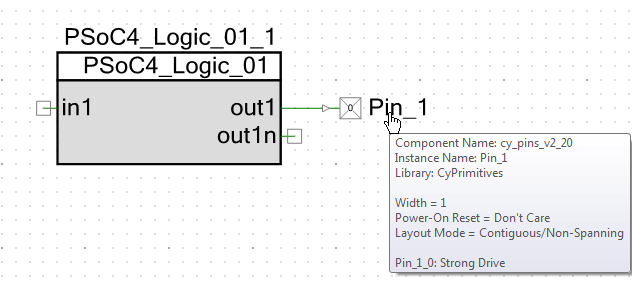 PSoC4_Logic_01_1
PSoC4_Logic_01
in1
out1
0
Pin_1
out1n
Component Name: cy_pins_v2_20
Instance Name: Pin_1
Library: CyPrimitives
Width = 1
Power-On Reset = Don't Care
Layout Mode = Contiguous/Non-Spanning
Pin_1_0: Strong Drive